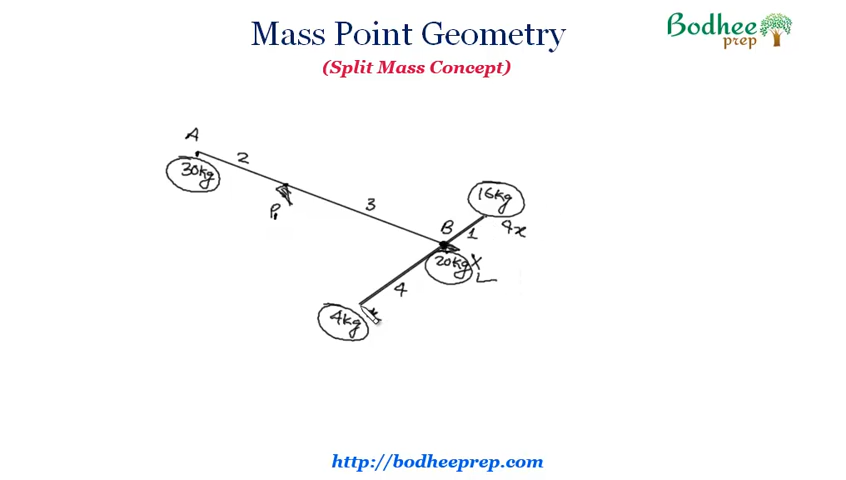 Mass Point Geometry
Bodhee
prep
(Split Mass Concept)
A
2
30kg
P1
3
B
1
16kg
4x
20kg
4
4kg
x
http://bodheeprep.com